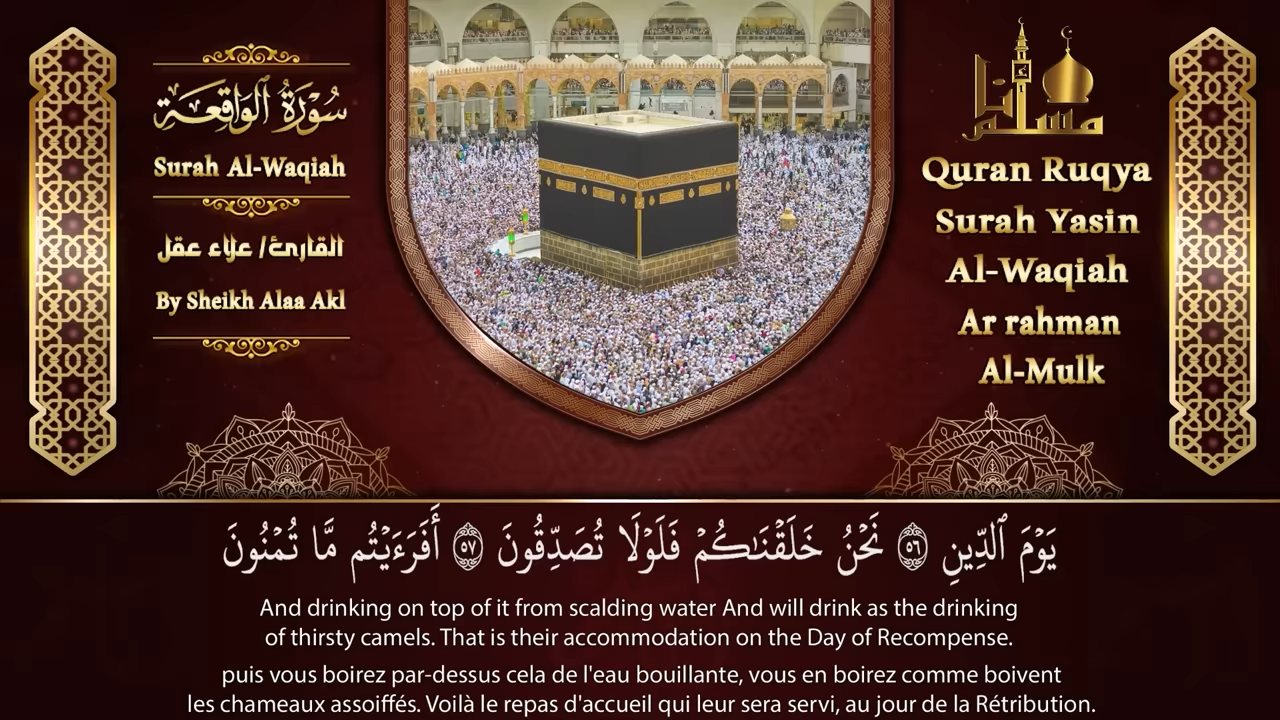 سُورَةُ الوَاقِعَة
Surah Al-Waqiah
القارئ/ علاء عقل
By Sheikh Alaa Akl
أنا مسلم
Quran Ruqya
Surah Yasin
Al-Waqiah
Ar rahman
Al-Mulk
يَوْمَ ٱلدِّينِ ٥٦ نَحْنُ خَلَقْنَٰكُمْ فَلَوْلَا تُصَدِّقُونَ ٥٧ أَفَرَءَيْتُم مَّا تُمْنُونَ
And drinking on top of it from scalding water And will drink as the drinking
of thirsty camels. That is their accommodation on the Day of Recompense.
puis vous boirez par-dessus cela de l'eau bouillante, vous en boirez comme boivent
les chameaux assoiffés. Voilà le repas d'accueil qui leur sera servi, au jour de la Rétribution.